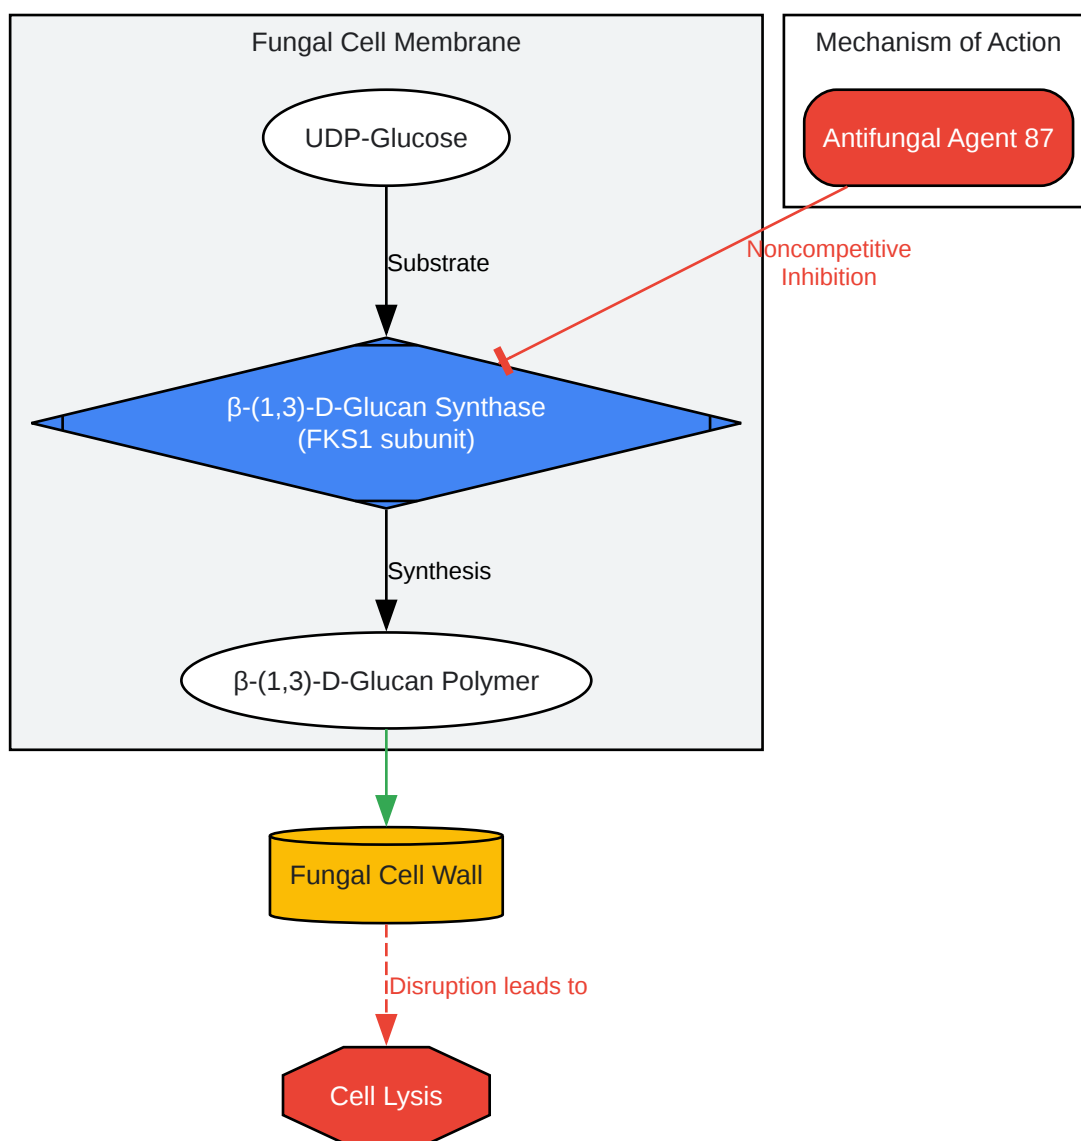 Fungal Cell Membrane
Mechanism of Action
UDP-Glucose
Antifungal Agent 87
Substrate
Noncompetitive
Inhibition
β-(1,3)-D-Glucan Synthase
(FKS1 subunit)
Synthesis
β-(1,3)-D-Glucan Polymer
Fungal Cell Wall
Disruption leads to
Cell Lysis